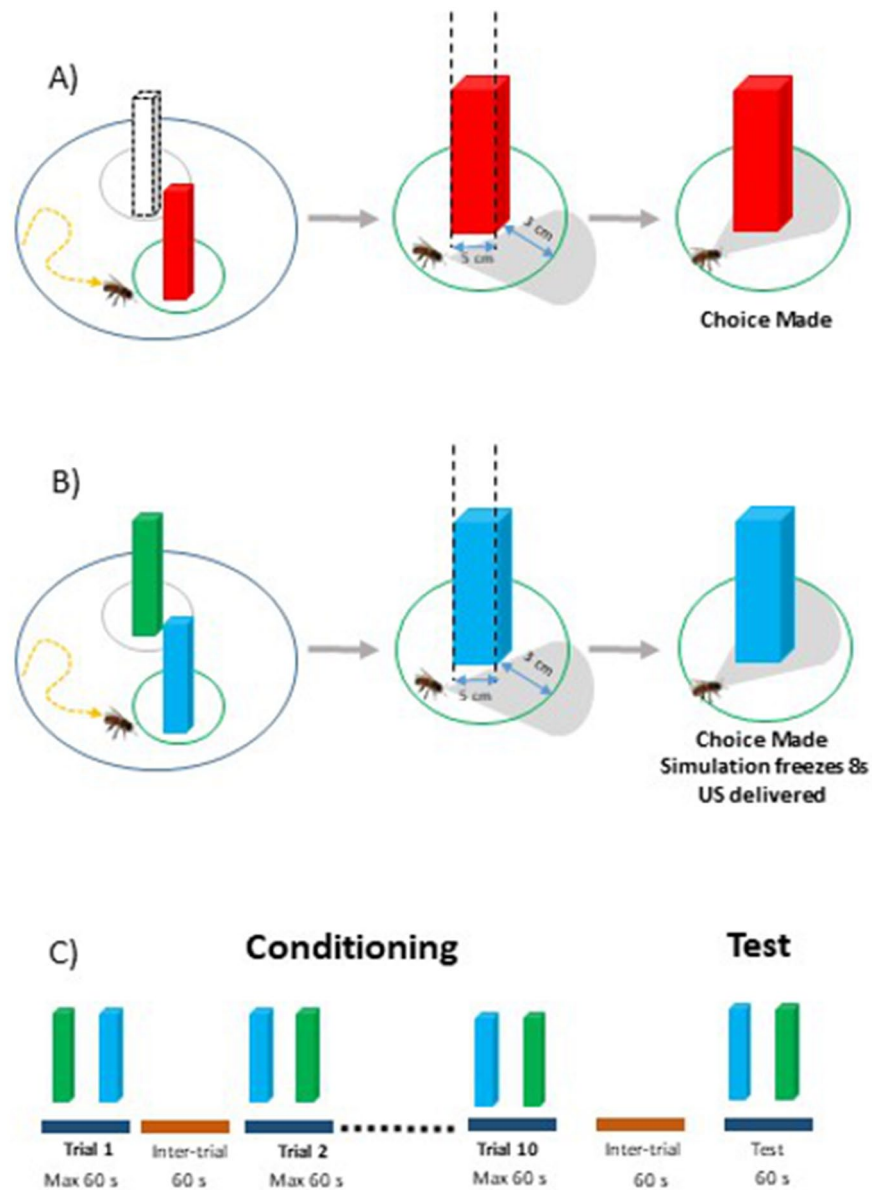 A)
3 cm
5 cm
Choice Made
B)
3 cm
5 cm
Choice Made
Simulation freezes 8s
US delivered
C)
Conditioning
Test
Trial 1
Inter-trial
Trial 2
Trial 10
Inter-trial
Test
Max 60 s
60 s
Max 60 s
Max 60 s
60 s
60 s